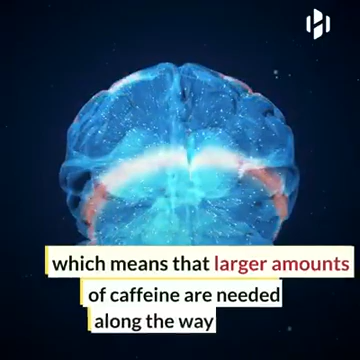 which means that larger amounts
of caffeine are needed
along the way